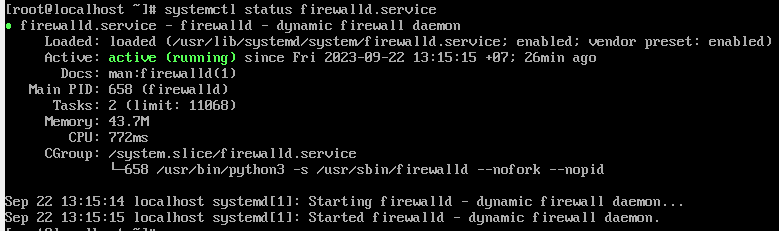 [root@localhost ~]# systemctl status firewalld.service
● firewalld.service - firewalld - dynamic firewall daemon
Loaded: loaded (/usr/lib/systemd/system/firewalld.service; enabled; vendor preset: enabled)
Active: active (running) since Fri 2023-09-22 13:15:15 +07; 26min ago
Docs: man:firewalld(1)
Main PID: 658 (firewalld)
Tasks: 2 (limit: 11068)
Memory: 43.7M
CPU: 772ms
CGroup: /system.slice/firewalld.service
└─658 /usr/bin/python3 -s /usr/sbin/firewalld --nofork --nopid
Sep 22 13:15:14 localhost systemd[1]: Starting firewalld - dynamic firewall daemon...
Sep 22 13:15:15 localhost systemd[1]: Started firewalld - dynamic firewall daemon.
[root@localhost ~]#